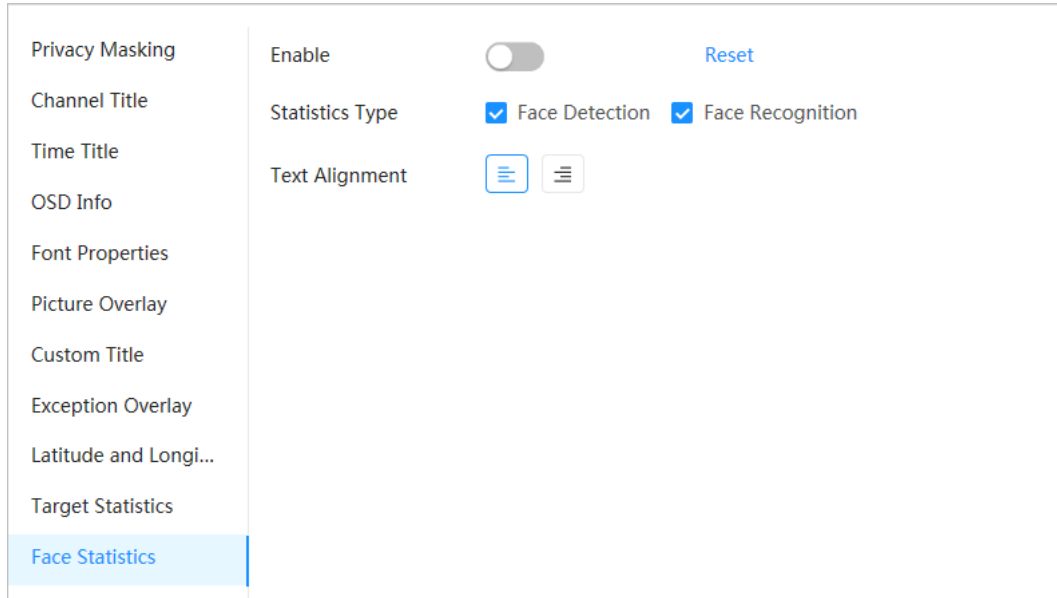 Privacy Masking
Channel Title
Time Title
OSD Info
Font Properties
Picture Overlay
Custom Title
Exception Overlay
Latitude and Longi...
Target Statistics
Face Statistics
Enable Reset
Statistics Type Face Detection Face Recognition
Text Alignment